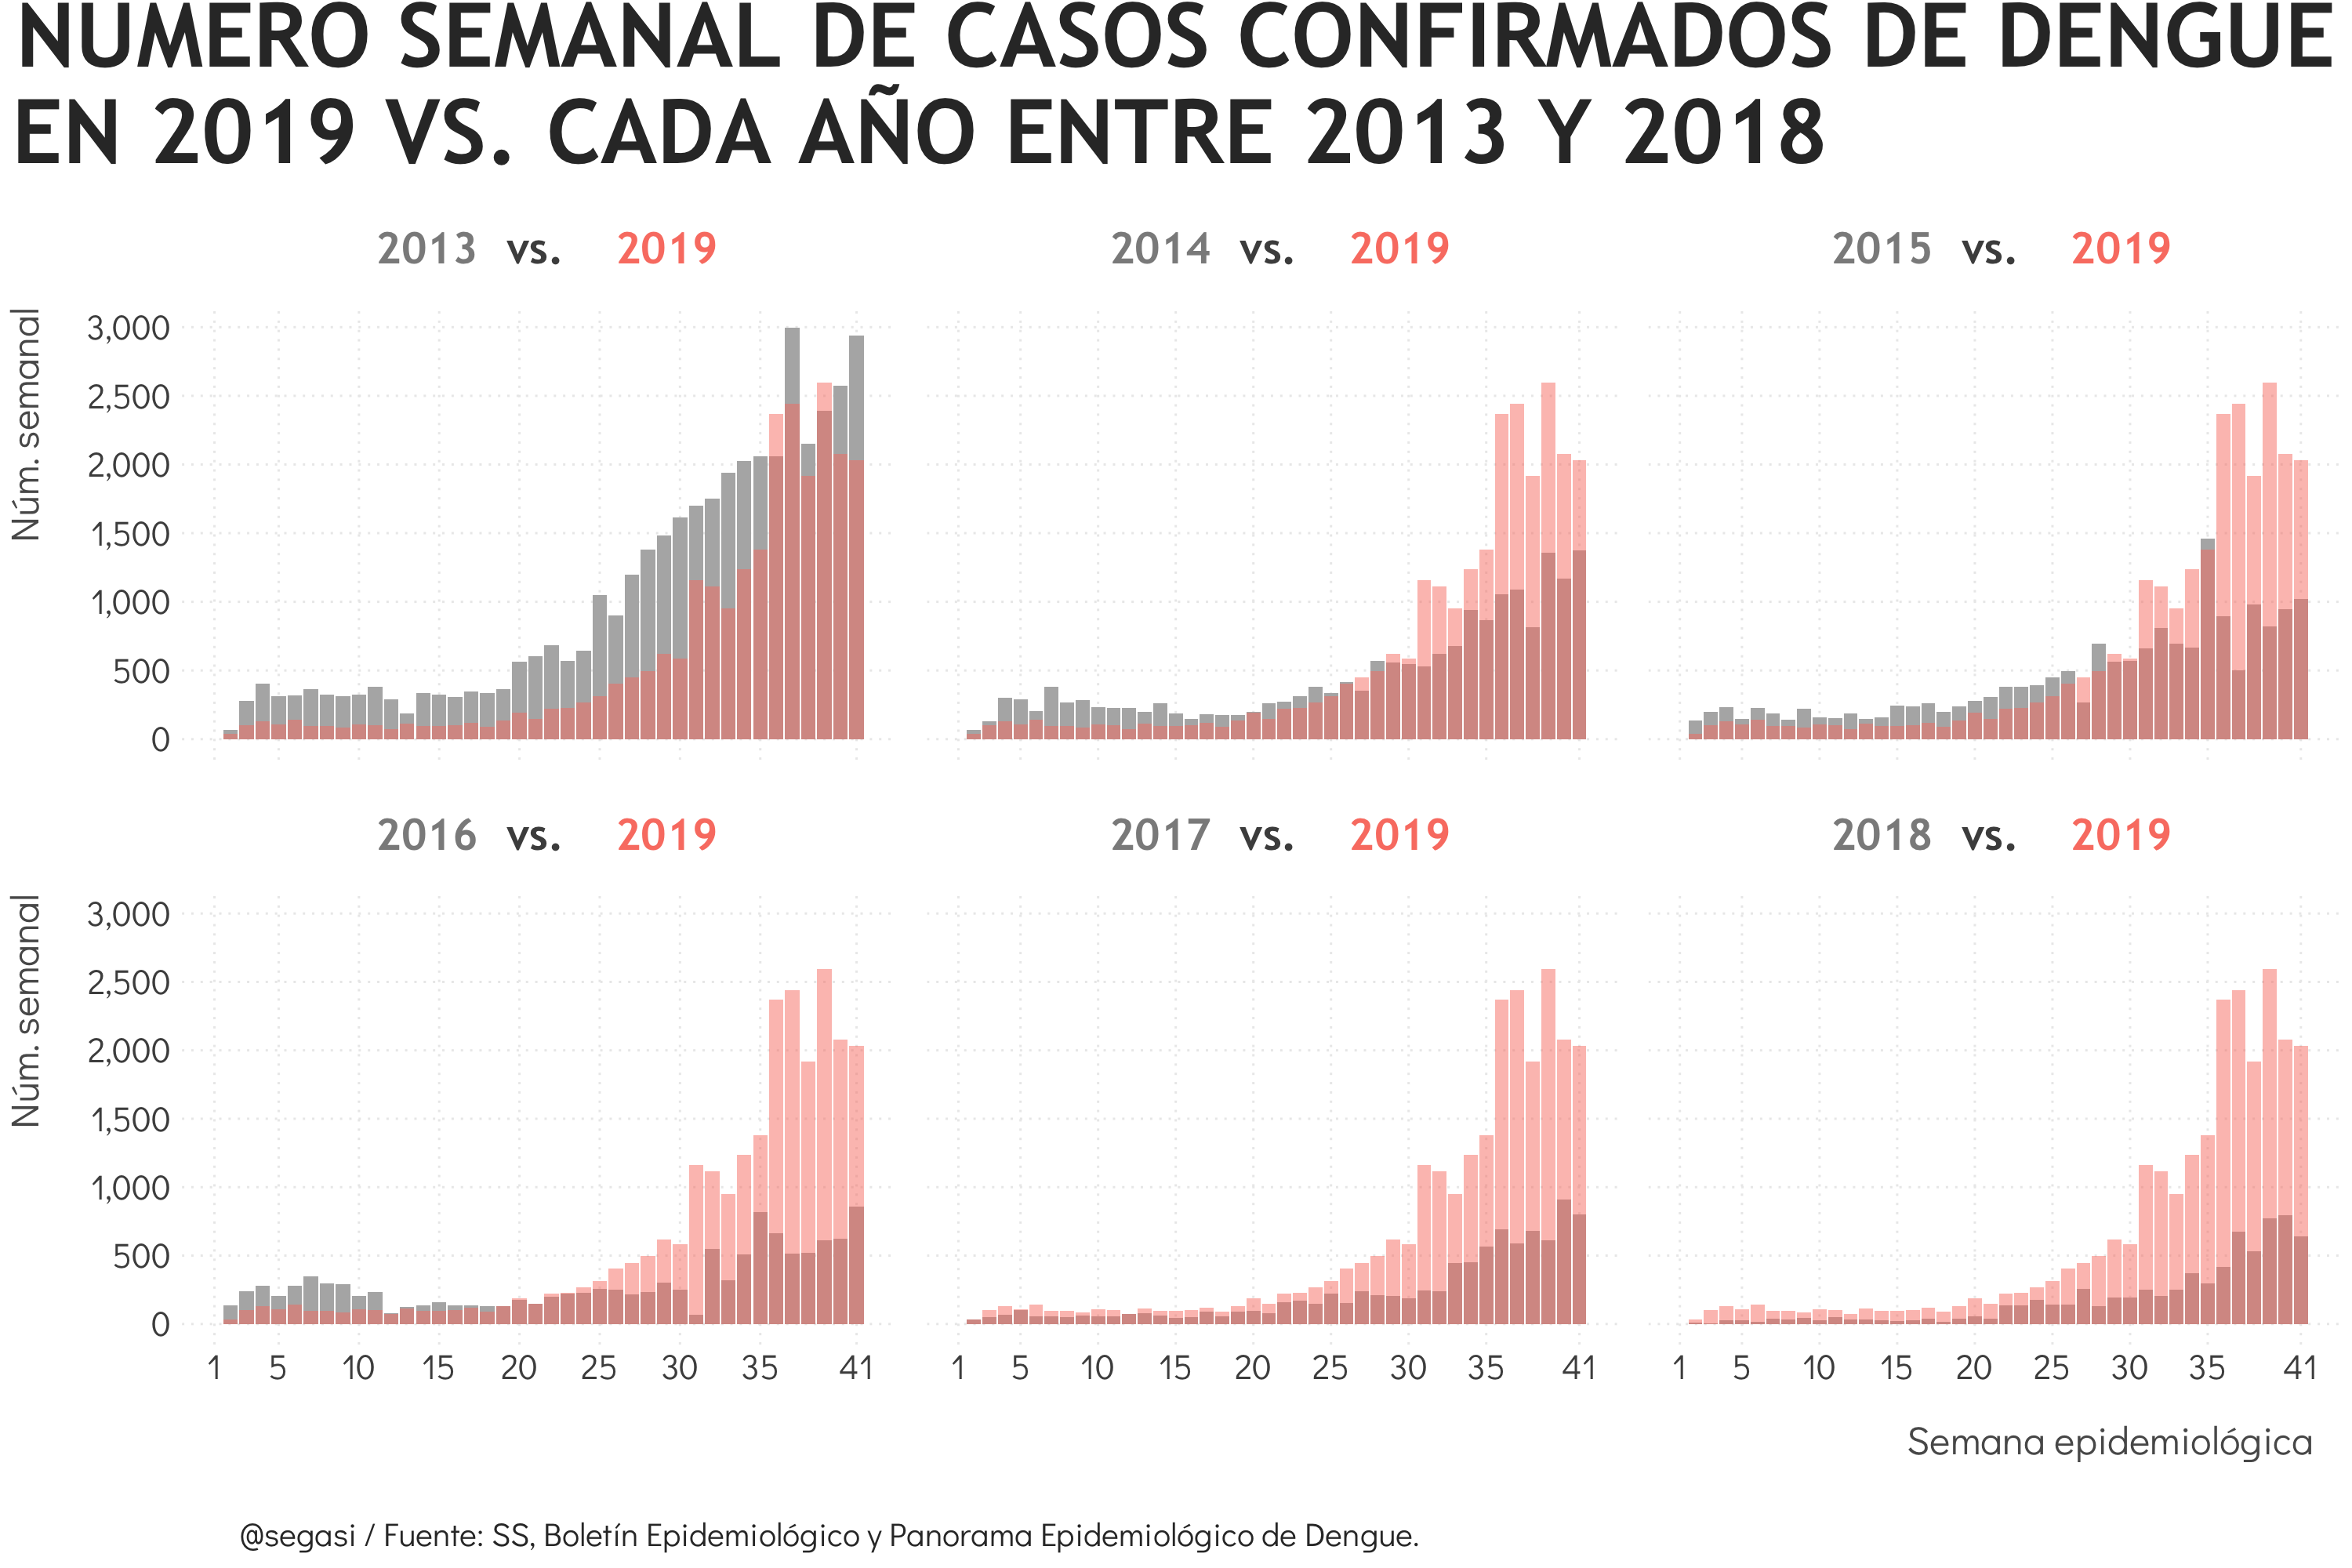 NÚMERO SEMANAL DE CASOS CONFIRMADOS DE DENGUE
EN 2019 VS. CADA AÑO ENTRE 2013 Y 2018
2013 vs. 2019
2014 vs. 2019
2015 vs. 2019
Núm. semanal
3,000
2,500
2,000
1,500
1,000
500
0
2016 vs. 2019
2017 vs. 2019
2018 vs. 2019
Núm. semanal
3,000
2,500
2,000
1,500
1,000
500
0
1 5 10 15 20 25 30 35 41
1 5 10 15 20 25 30 35 41
1 5 10 15 20 25 30 35 41
Semana epidemiológica
@segasi / Fuente: SS, Boletín Epidemiológico y Panorama Epidemiológico de Dengue.